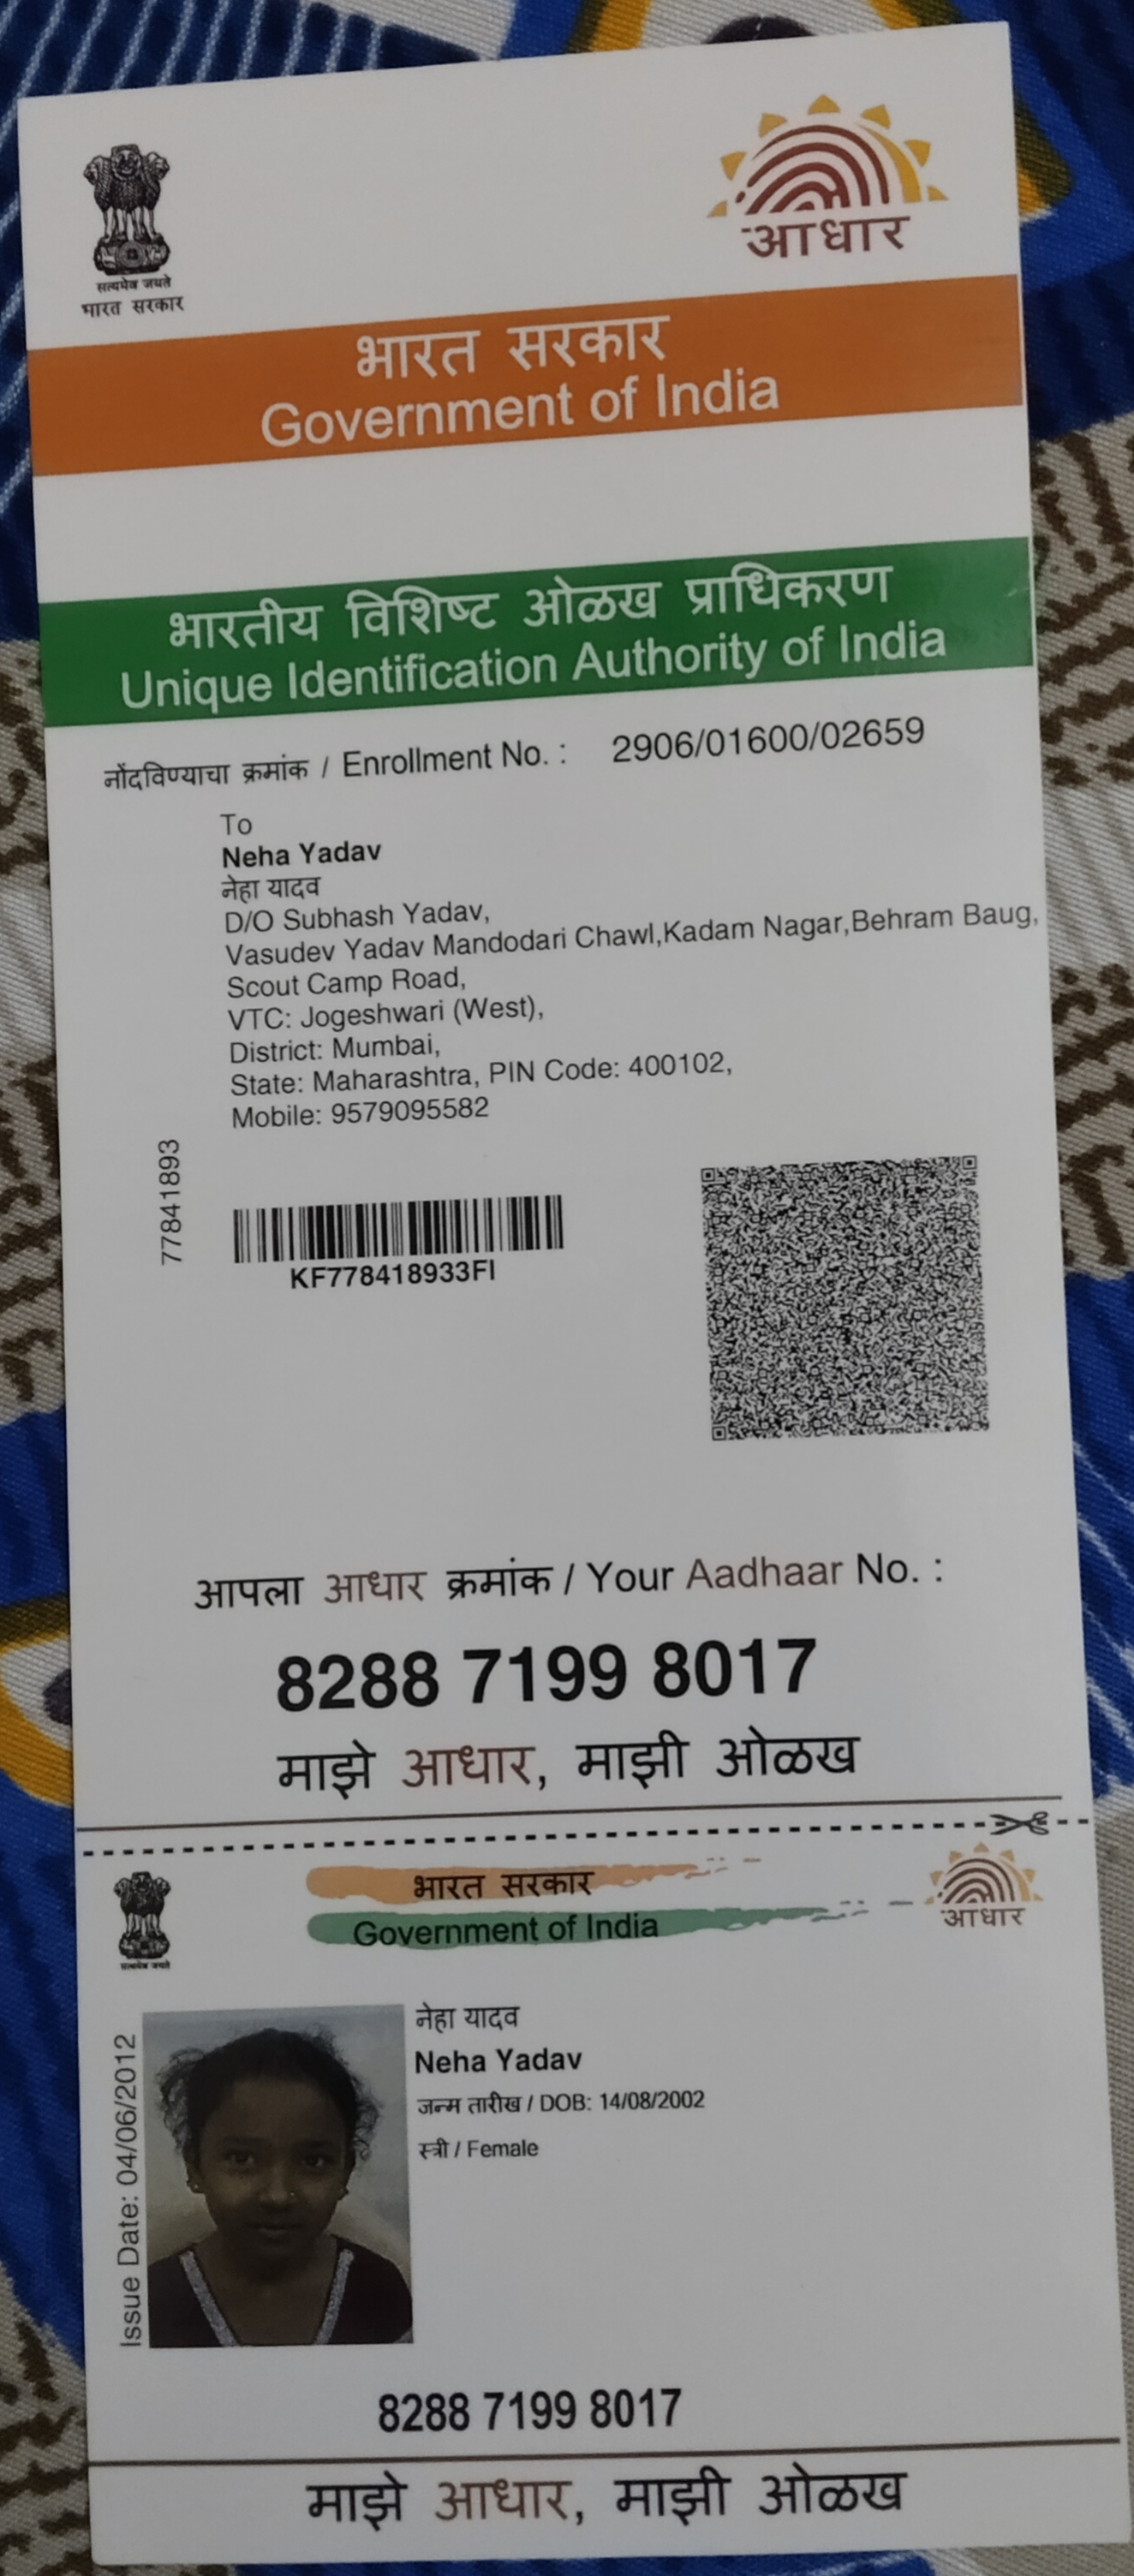 सत्यमेव जयते
भारत सरकार
आधार
भारत सरकार
Government of India
भारतीय विशिष्ट ओळख प्राधिकरण
Unique Identification Authority of India
नोंदविण्याचा क्रमांक / Enrollment No. : 2906/01600/02659
To
Neha Yadav
नेहा यादव
D/O Subhash Yadav,
Vasudev Yadav Mandodari Chawl,Kadam Nagar,Behram Baug,
Scout Camp Road,
VTC: Jogeshwari (West),
District: Mumbai,
State: Maharashtra, PIN Code: 400102,
Mobile: 9579095582
77841893
KF778418933FI
आपला आधार क्रमांक / Your Aadhaar No. :
8288 7199 8017
माझे आधार, माझी ओळख
सत्यमेव जयते
भारत सरकार
Government of India
आधार
Issue Date: 04/06/2012
नेहा यादव
Neha Yadav
जन्म तारीख / DOB: 14/08/2002
स्त्री / Female
8288 7199 8017
माझे आधार, माझी ओळख